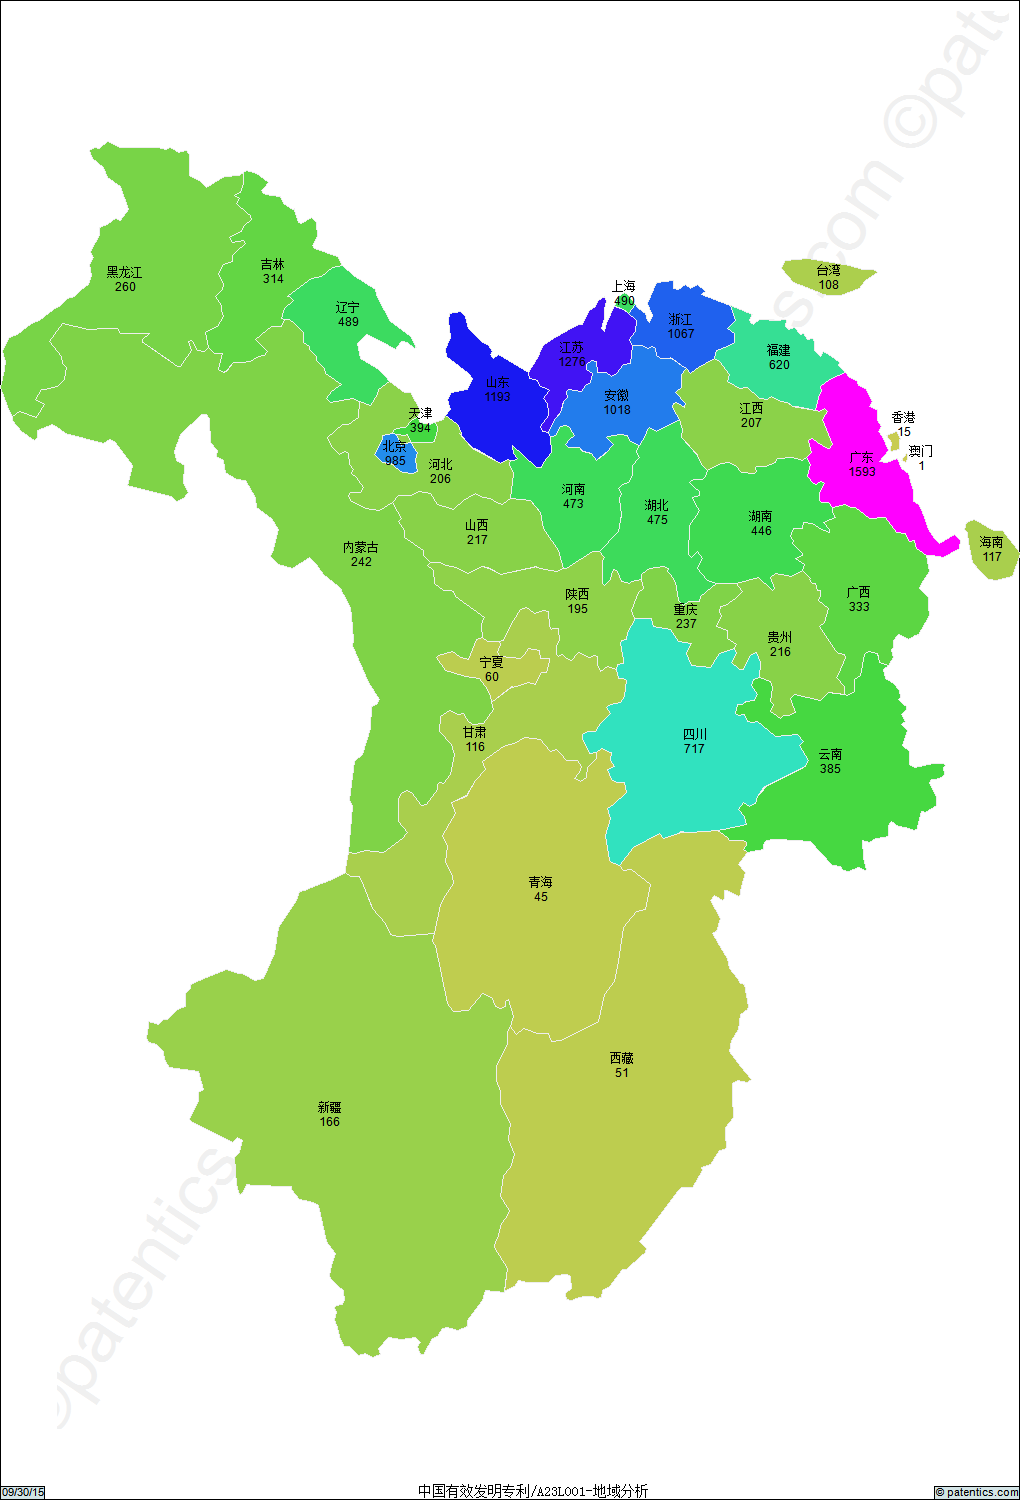 ©patentics.com ©pate
黑龙江
260
吉林
314
辽宁
489
台湾
108
上海
490
浙江
1067
江苏
1276
福建
620
山东
1193
安徽
1018
江西
207
天津
394
北京
985
河北
206
香港
15
澳门
1
广东
1593
河南
473
湖北
475
湖南
446
山西
217
内蒙古
242
海南
117
陕西
195
重庆
237
广西
333
贵州
216
宁夏
60
甘肃
116
四川
717
云南
385
青海
45
西藏
51
新疆
166
09/30/15
中国有效发明专利/A23L001-地域分析
© patentics.com